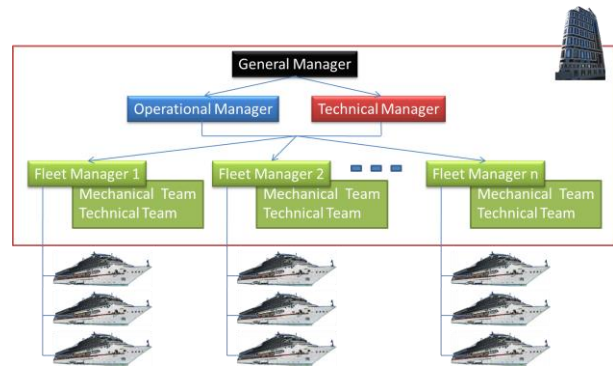 General Manager
Operational Manager
Technical Manager
Fleet Manager 1
Mechanical Team
Technical Team
Fleet Manager 2
Mechanical Team
Technical Team
Fleet Manager n
Mechanical Team
Technical Team